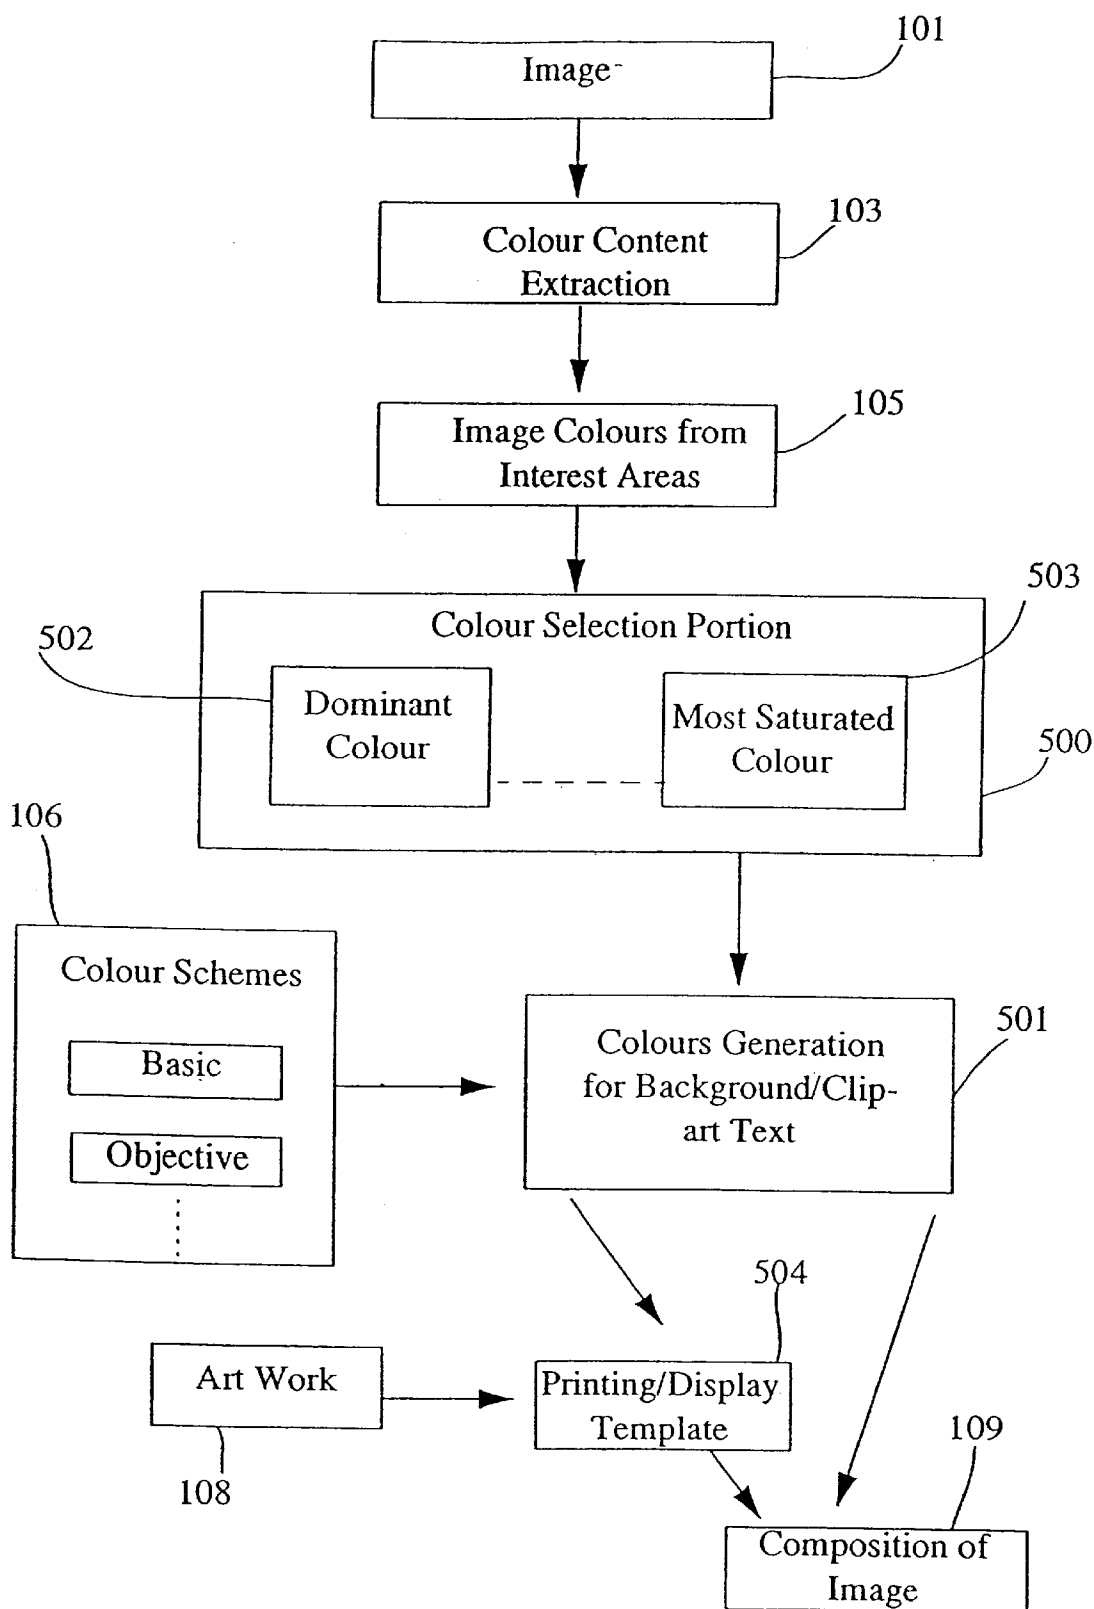 101
Image
103
Colour Content
Extraction
105
Image Colours from
Interest Areas
503
Colour Selection Portion
502
Dominant
Colour
Most Saturated
Colour
500
106
Colour Schemes
Basic
Objective
501
Colours Generation
for Background/Clip-
art Text
504
Art Work
108
Printing/Display
Template
109
Composition of
Image